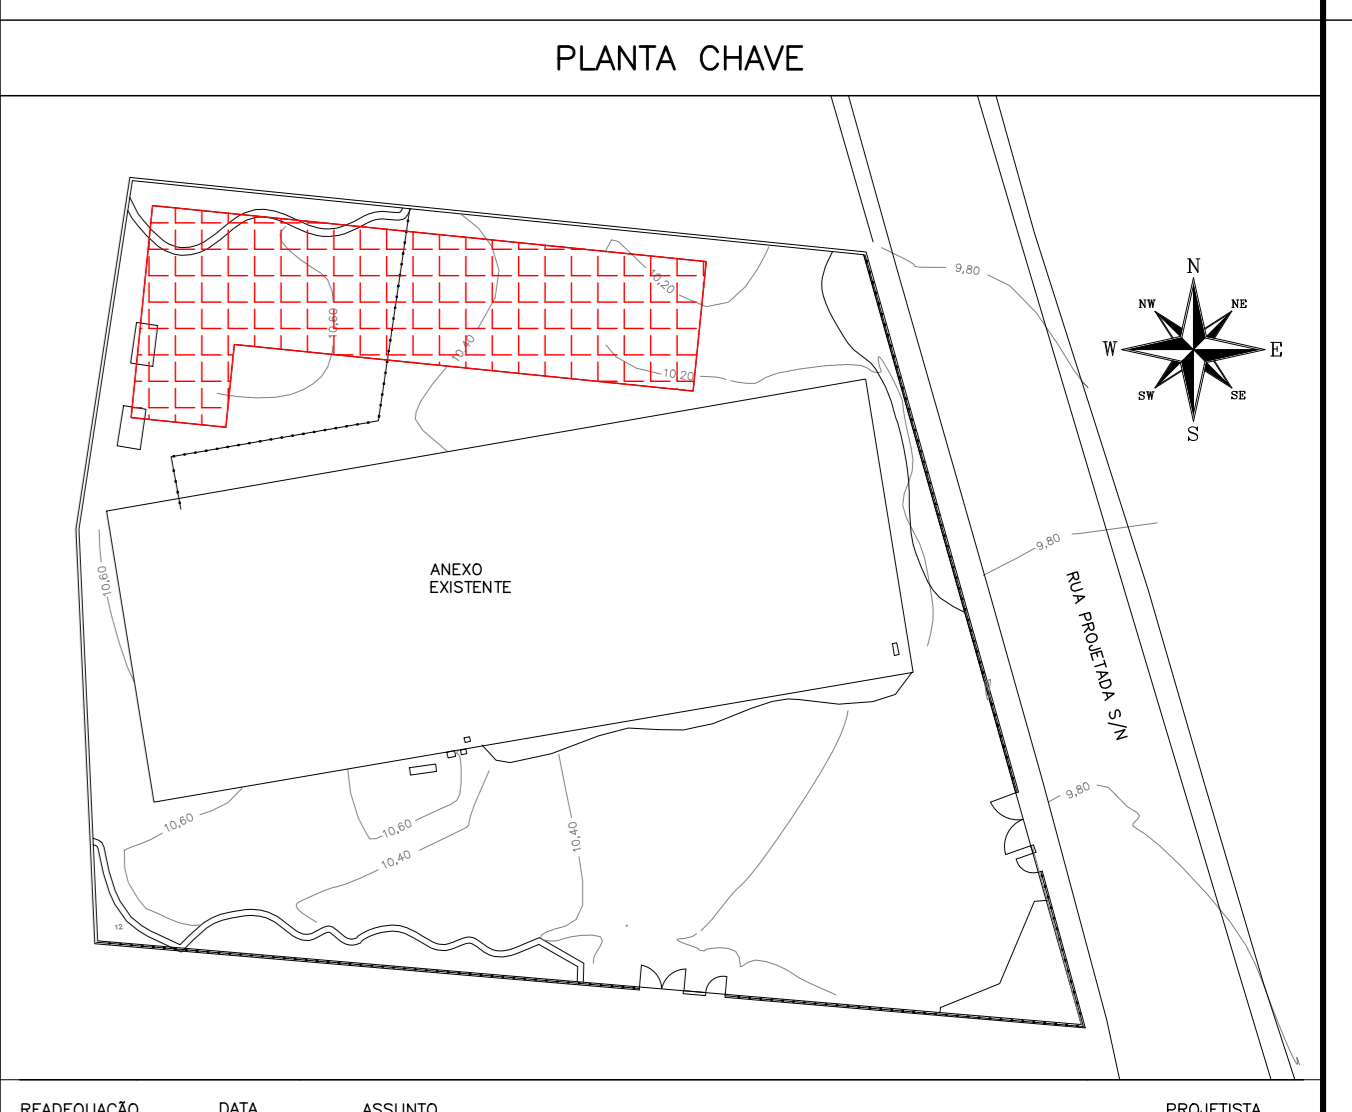 PLANTA CHAVE
9,80
N
NW
NE
10,20
10,60
W
E
10,40
10,20
SW
SE
S
9,80
ANEXO
EXISTENTE
10,60
RUA PROJETADA S/N
9,80
10,60
10,60
10,40
10,40
12
READEQUAÇÃO
DATA
ASSUNTO
PROJETISTA